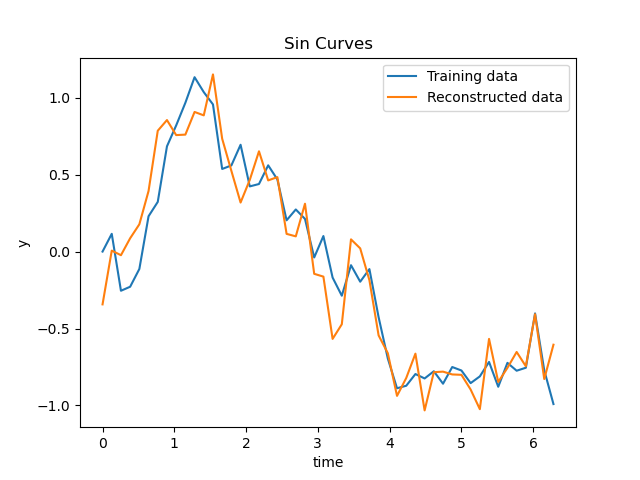 Sin Curves
Training data
Reconstructed data
1.0
0.5
0.0
−0.5
−1.0
y
0 1 2 3 4 5 6
time